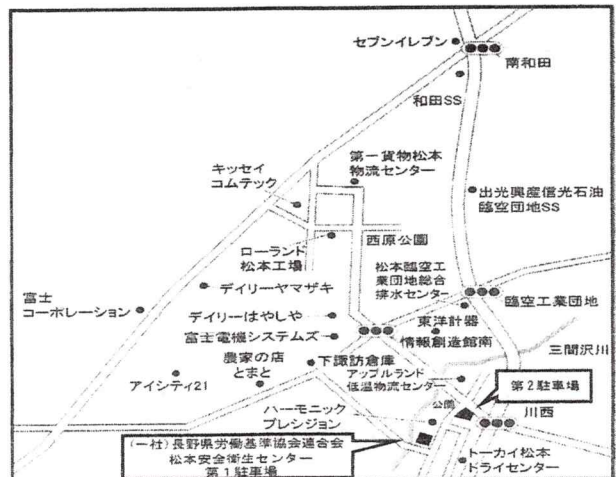 セブンイレブン
南和田
和田SS
キッセイ
コムテック
第一貨物松本
物流センター
出光興産信光石油
臨空団地SS
西原公園
ローランド
松本工場
松本臨空工
業団地総合
排水センター
デイリーヤマザキ
富士
コーポレーション
臨空工業団地
デイリーはやしや
東洋計器
富士電機システムズ
情報創造館南
三間沢川
農家の店
とまと
下諏訪倉庫
アップルランド
低温物流センター
アイシティ21
第2駐車場
公園
ハーモニック
プレシジョン
川西
(一社)長野県労働基準協会連合会
松本安全衛生センター
第1駐車場
トーカイ松本
ドライセンター